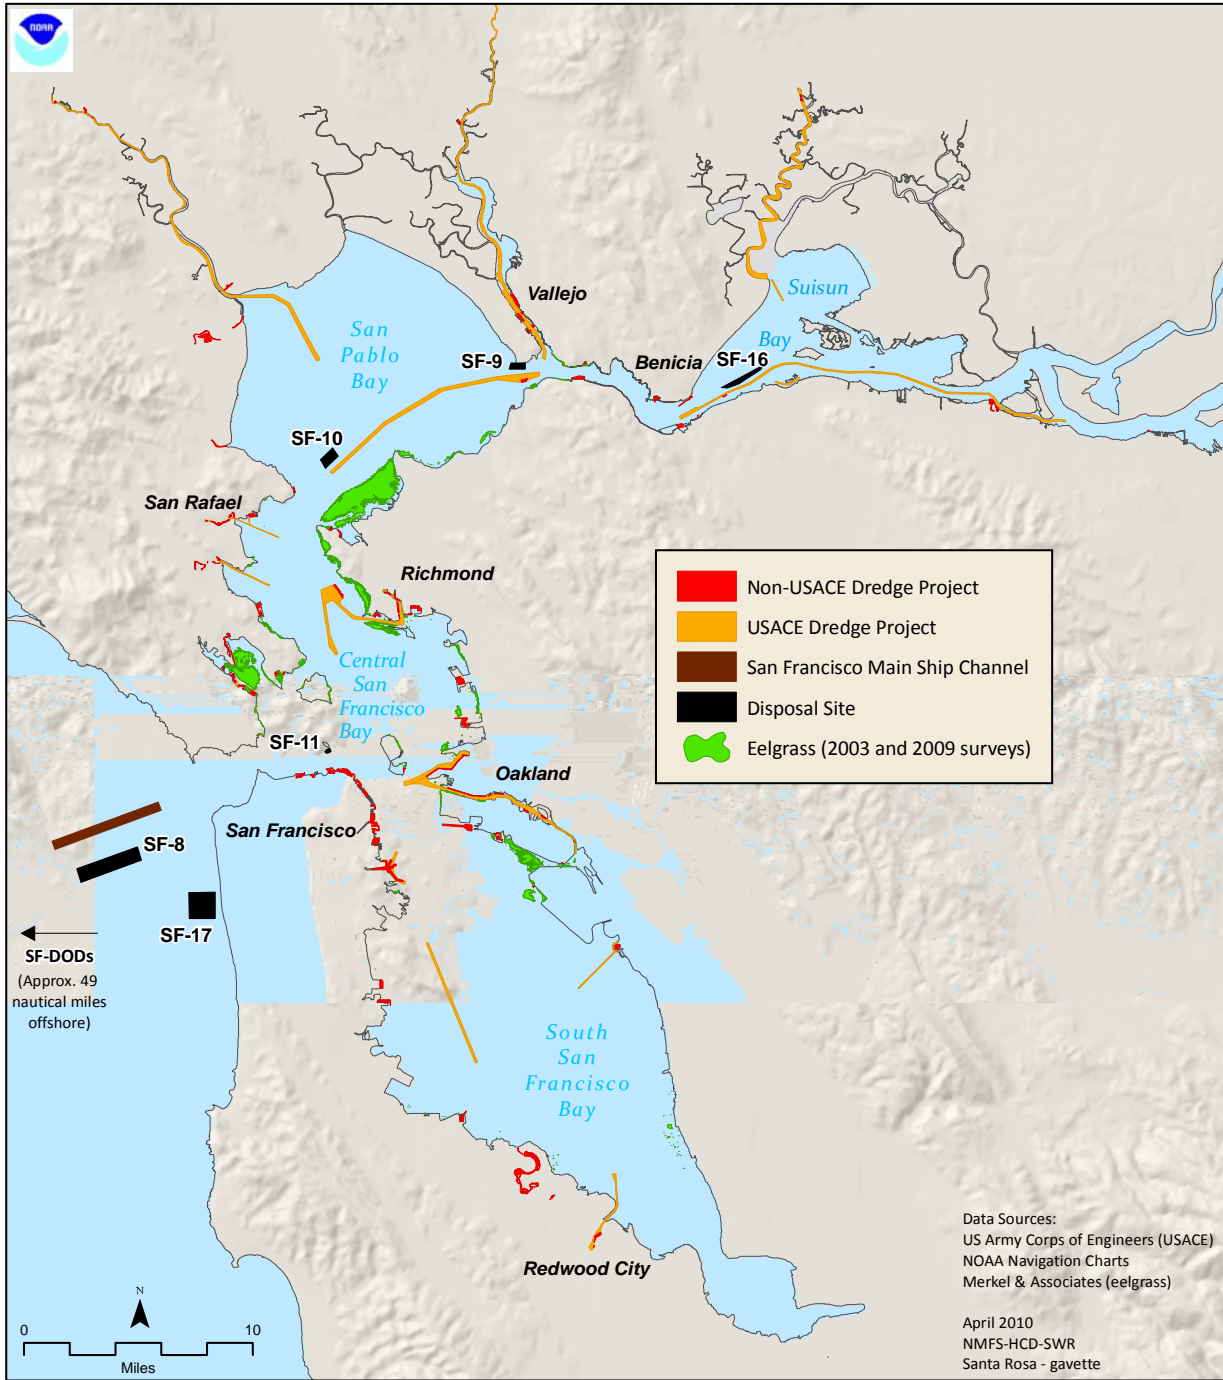 NOAA
Vallejo
Suisun
Bay
San
Pablo
Bay
SF-9
Benicia
SF-16
SF-10
San Rafael
Richmond
Non-USACE Dredge Project
USACE Dredge Project
San Francisco Main Ship Channel
Disposal Site
Eelgrass (2003 and 2009 surveys)
Central
San
Francisco
Bay
SF-11
Oakland
San Francisco
SF-8
SF-17
SF-DODs
(Approx. 49
nautical miles
offshore)
South
San
Francisco
Bay
Redwood City
Data Sources:
US Army Corps of Engineers (USACE)
NOAA Navigation Charts
Merkel & Associates (eelgrass)
April 2010
NMFS-HCD-SWR
Santa Rosa - gavette
N
0 10
Miles